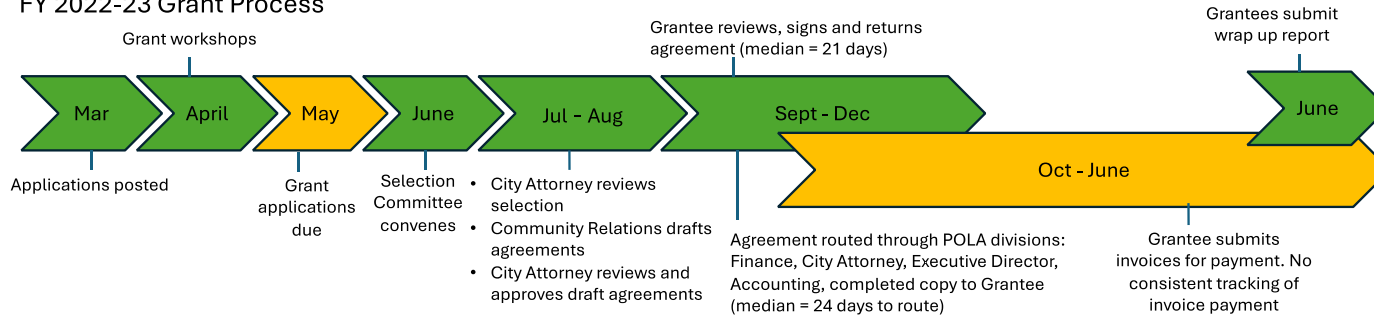 FY 2022-23 Grant Process
Grant workshops
Grantee reviews, signs and returns
agreement (median = 21 days)
Grantees submit
wrap up report
Mar
April
May
June
Jul - Aug
Sept - Dec
June
Oct - June
Applications posted
Grant
applications
due
Selection
Committee
convenes
• City Attorney reviews
selection
• Community Relations drafts
agreements
• City Attorney reviews and
approves draft agreements
Agreement routed through POLA divisions:
Finance, City Attorney, Executive Director,
Accounting, completed copy to Grantee
(median = 24 days to route)
Grantee submits
invoices for payment. No
consistent tracking of
invoice payment